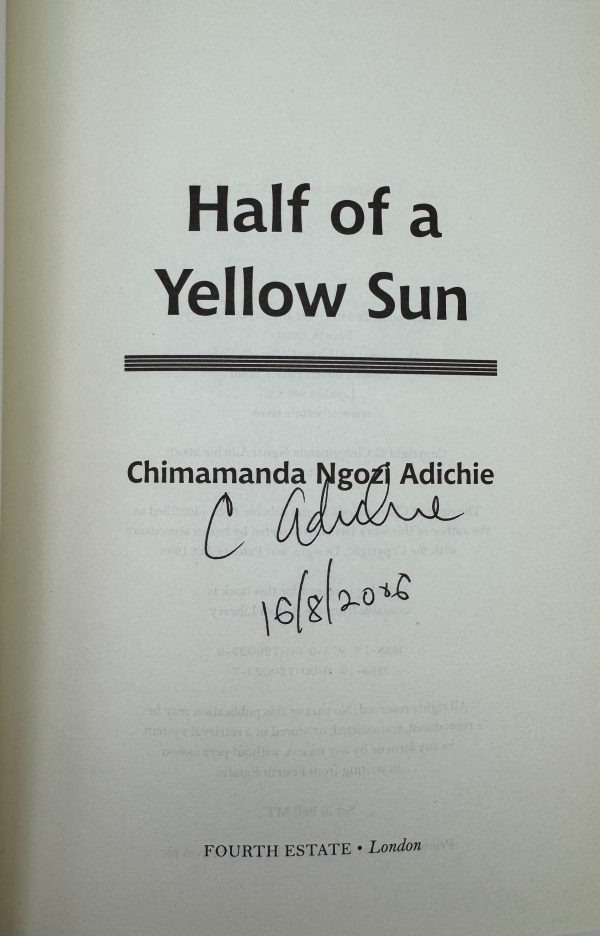 Half of a
Yellow Sun
Chimamanda Ngozi Adichie
C Adichie
16/8/2006
FOURTH ESTATE • London